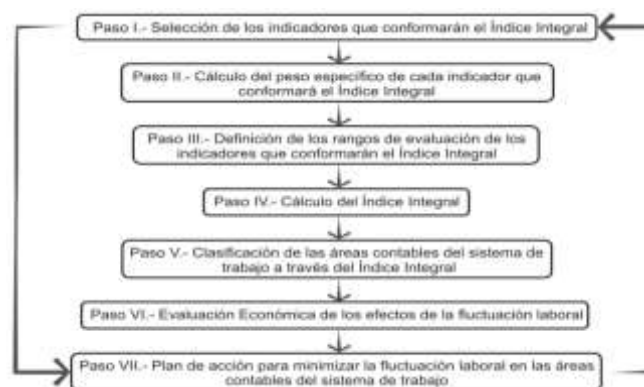 Paso I.- Selección de los indicadores que conformarán el Índice Integral
Paso II.- Cálculo del peso específico de cada indicador que
conformará el Índice Integral
Paso III.- Definición de los rangos de evaluación de los
indicadores que conformarán el Índice Integral
Paso IV.- Cálculo del Índice Integral
Paso V.- Clasificación de las áreas contables del sistema de
trabajo a través del Índice Integral
Paso VI.- Evaluación Económica de los efectos de la fluctuación laboral
Paso VII.- Plan de acción para minimizar la fluctuación laboral en las áreas
contables del sistema de trabajo